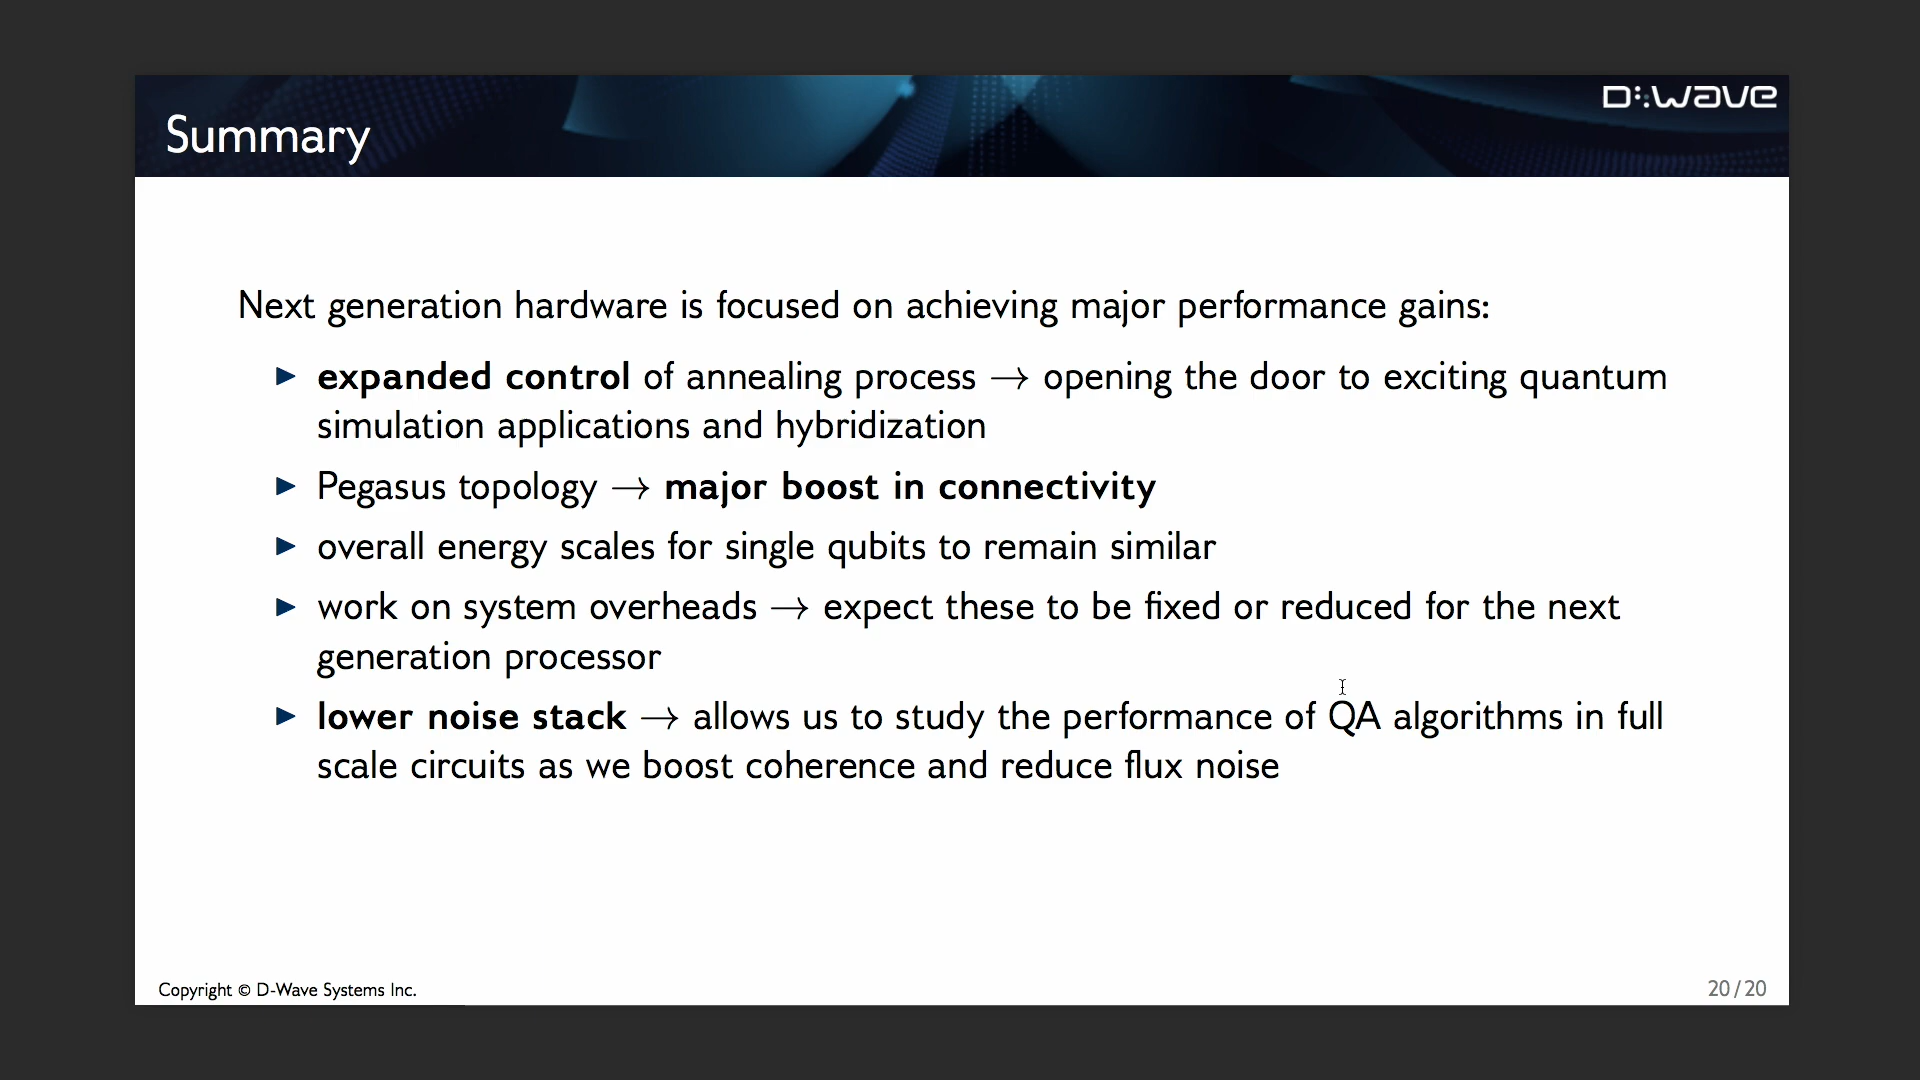 D:wave
Summary
Next generation hardware is focused on achieving major performance gains:
▶ expanded control of annealing process → opening the door to exciting quantum
simulation applications and hybridization
▶ Pegasus topology → major boost in connectivity
▶ overall energy scales for single qubits to remain similar
▶ work on system overheads → expect these to be fixed or reduced for the next
generation processor
▶ lower noise stack → allows us to study the performance of QA algorithms in full
scale circuits as we boost coherence and reduce flux noise
Copyright © D-Wave Systems Inc.
20/20